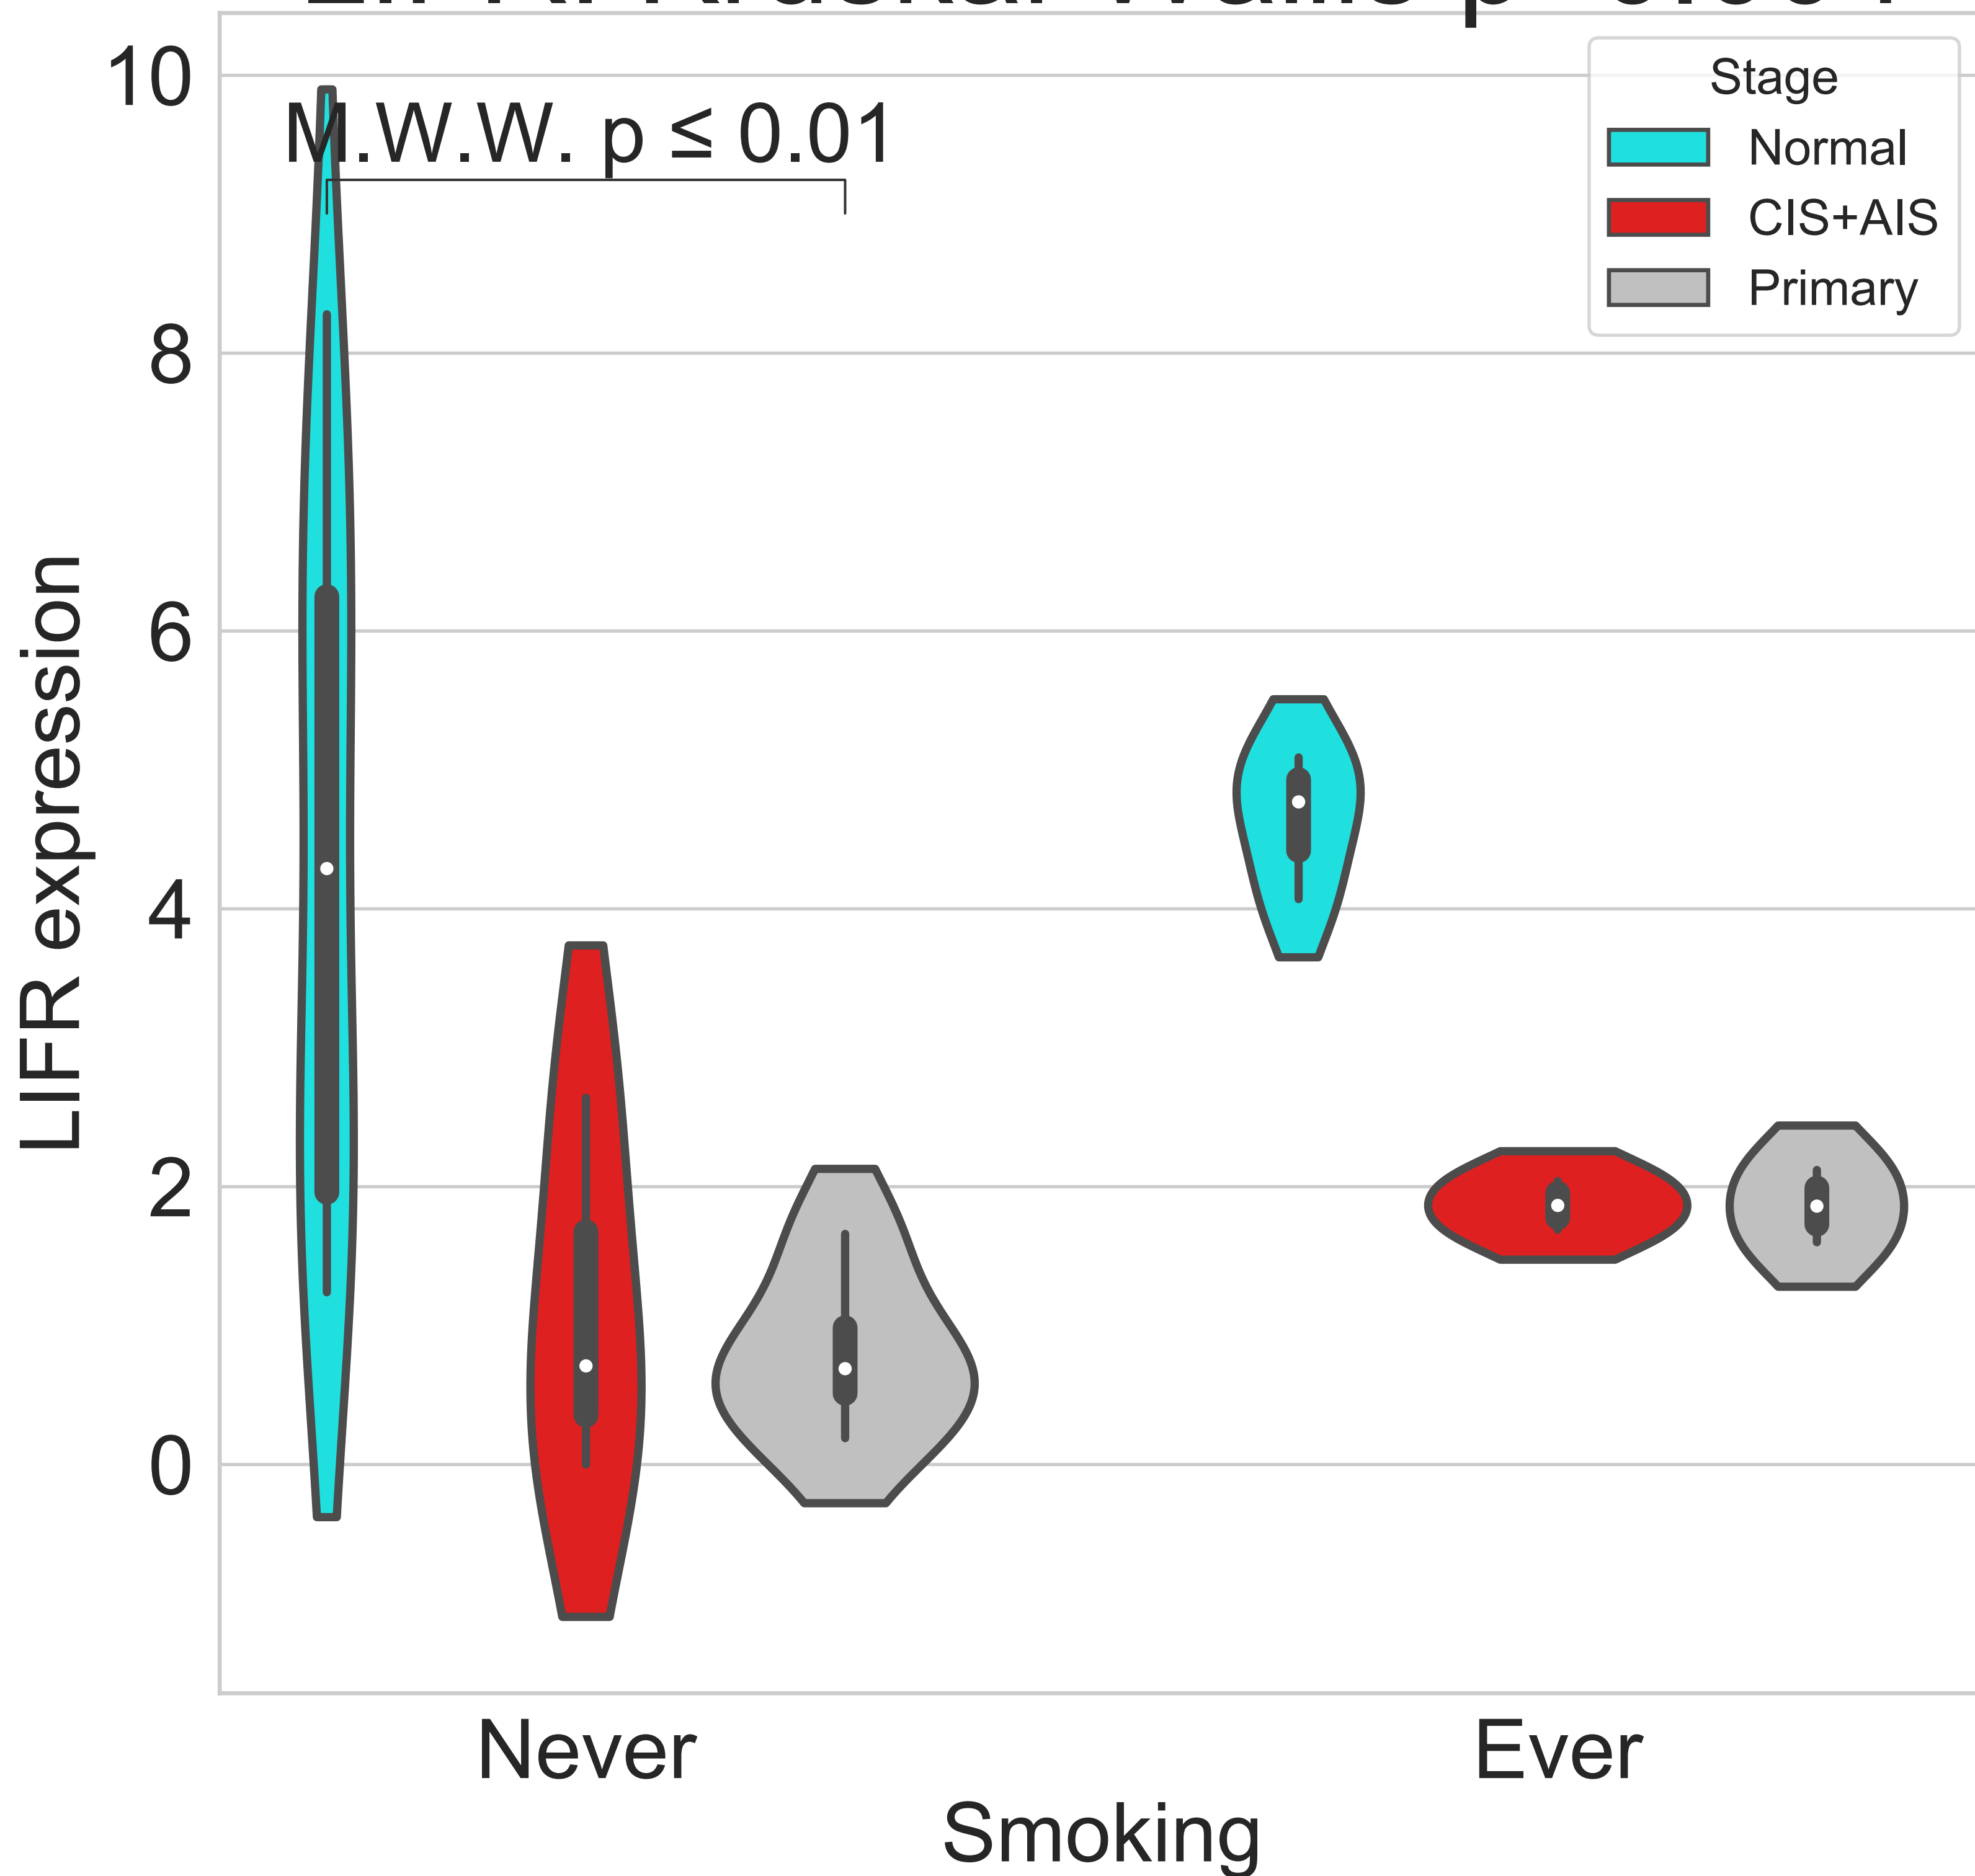 10
M.W.W. p ≤ 0.01
Stage
Normal
CIS+AIS
Primary
8
6
4
2
0
LIFR expression
Never
Ever
Smoking